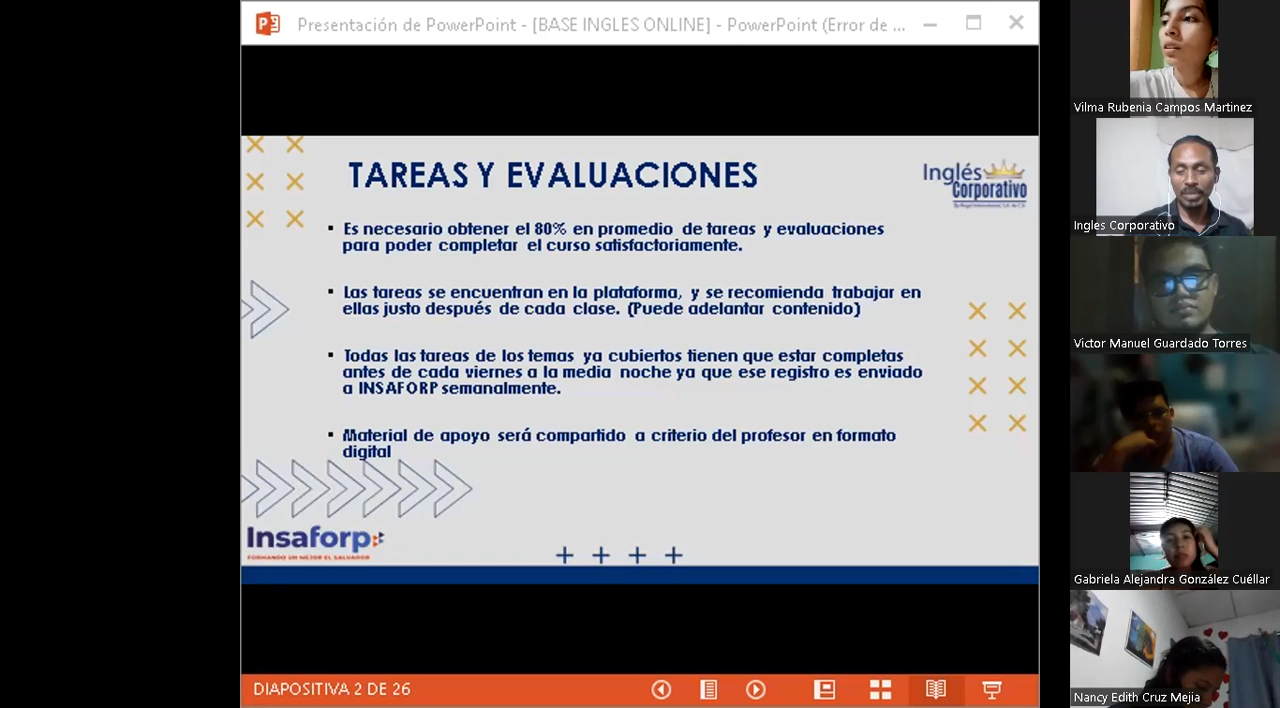 Presentación de PowerPoint - [BASE INGLES ONLINE] - PowerPoint (Error de ...
TAREAS Y EVALUACIONES
Inglés
Corporativo
▪ Es necesario obtener el 80% en promedio de tareas y evaluaciones
para poder completar el curso satisfactoriamente.
▪ Las tareas se encuentran en la plataforma, y se recomienda trabajar en
ellas justo después de cada clase. (Puede adelantar contenido)
▪ Todas las tareas de los temas ya cubiertos tienen que estar completas
antes de cada viernes a la media noche ya que ese registro es enviado
a INSAFORP semanalmente.
▪ Material de apoyo será compartido a criterio del profesor en formato
digital
Insaforp
FORMANDO UN MEJOR EL SALVADOR
DIAPOSITIVA 2 DE 26
Vilma Rubenia Campos Martinez
Ingles Corporativo
Victor Manuel Guardado Torres
Gabriela Alejandra González Cuéllar
Nancy Edith Cruz Mejia